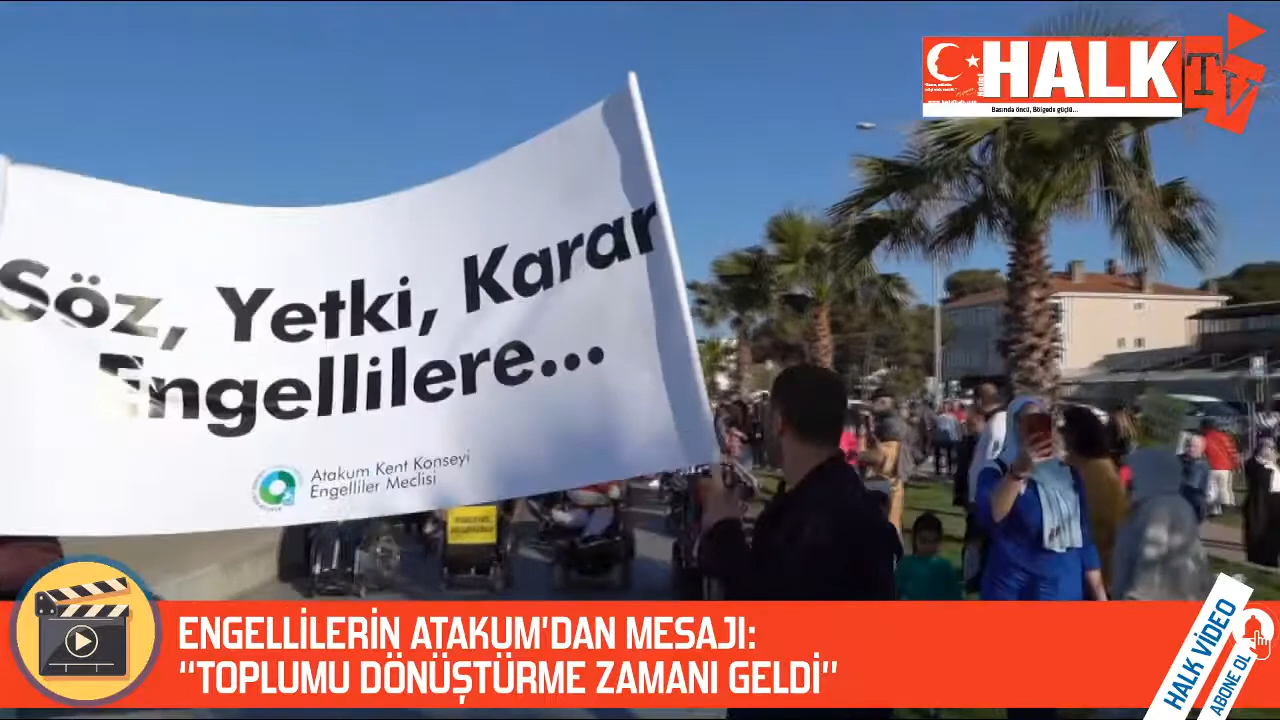 HALK
TV
Basında öncü, Bölgede güçlü...
Söz, Yetki, Karar
Engellilere...
Atakum Kent Konseyi
Engelliler Meclisi
ENGELLİLERİN ATAKUM'DAN MESAJI:
"TOPLUMU DÖNÜŞTÜRME ZAMANI GELDİ"
HALK VİDEO
ABONE OL